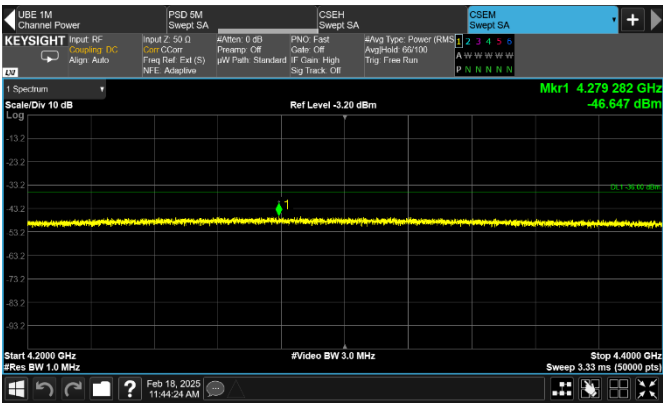 UBE 1M
Channel Power
PSD 5M
Swept SA
CSEH
Swept SA
CSEM
Swept SA
KEYSIGHT
Input: RF
Coupling: DC
Align: Auto
Input Z: 50 Ω
Corr CCorr
Freq Ref: Ext (S)
NFE: Adaptive
#Atten: 0 dB
Preamp: Off
µW Path: Standard
PNO: Fast
Gate: Off
IF Gain: High
Sig Track: Off
#Avg Type: Power (RMS)
Avg|Hold: 66/100
Trig: Free Run
1 2 3 4 5 6
A W W W W W
P N N N N N
LXI
1 Spectrum
Mkr1 4.279 282 GHz
-46.647 dBm
Scale/Div 10 dB
Ref Level -3.20 dBm
Log
-13.2
-23.2
-33.2
DL1 -36.00 dBm
1
-43.2
-53.2
-63.2
-73.2
-83.2
-93.2
Start 4.2000 GHz
#Video BW 3.0 MHz
Stop 4.4000 GHz
#Res BW 1.0 MHz
Sweep 3.33 ms (50000 pts)
Feb 18, 2025
11:44:24 AM